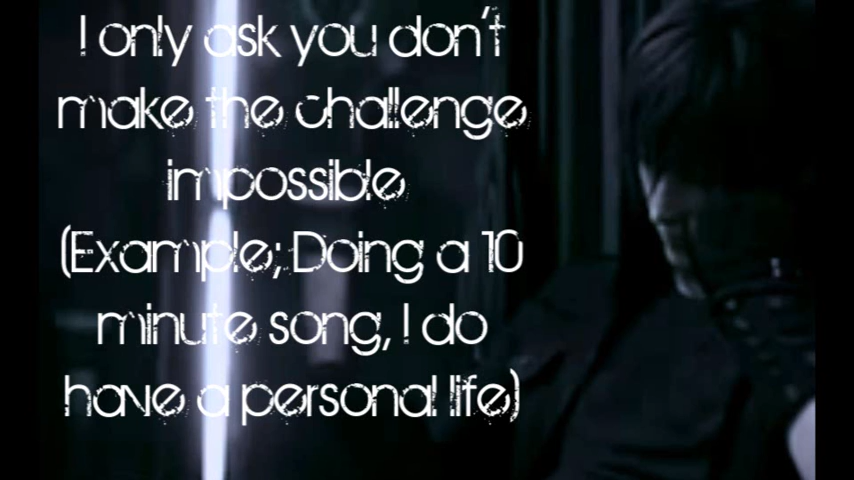 I only ask you don't
make the challenge
impossible
(Example; Doing a 10
minute song, I do
have a personal life)